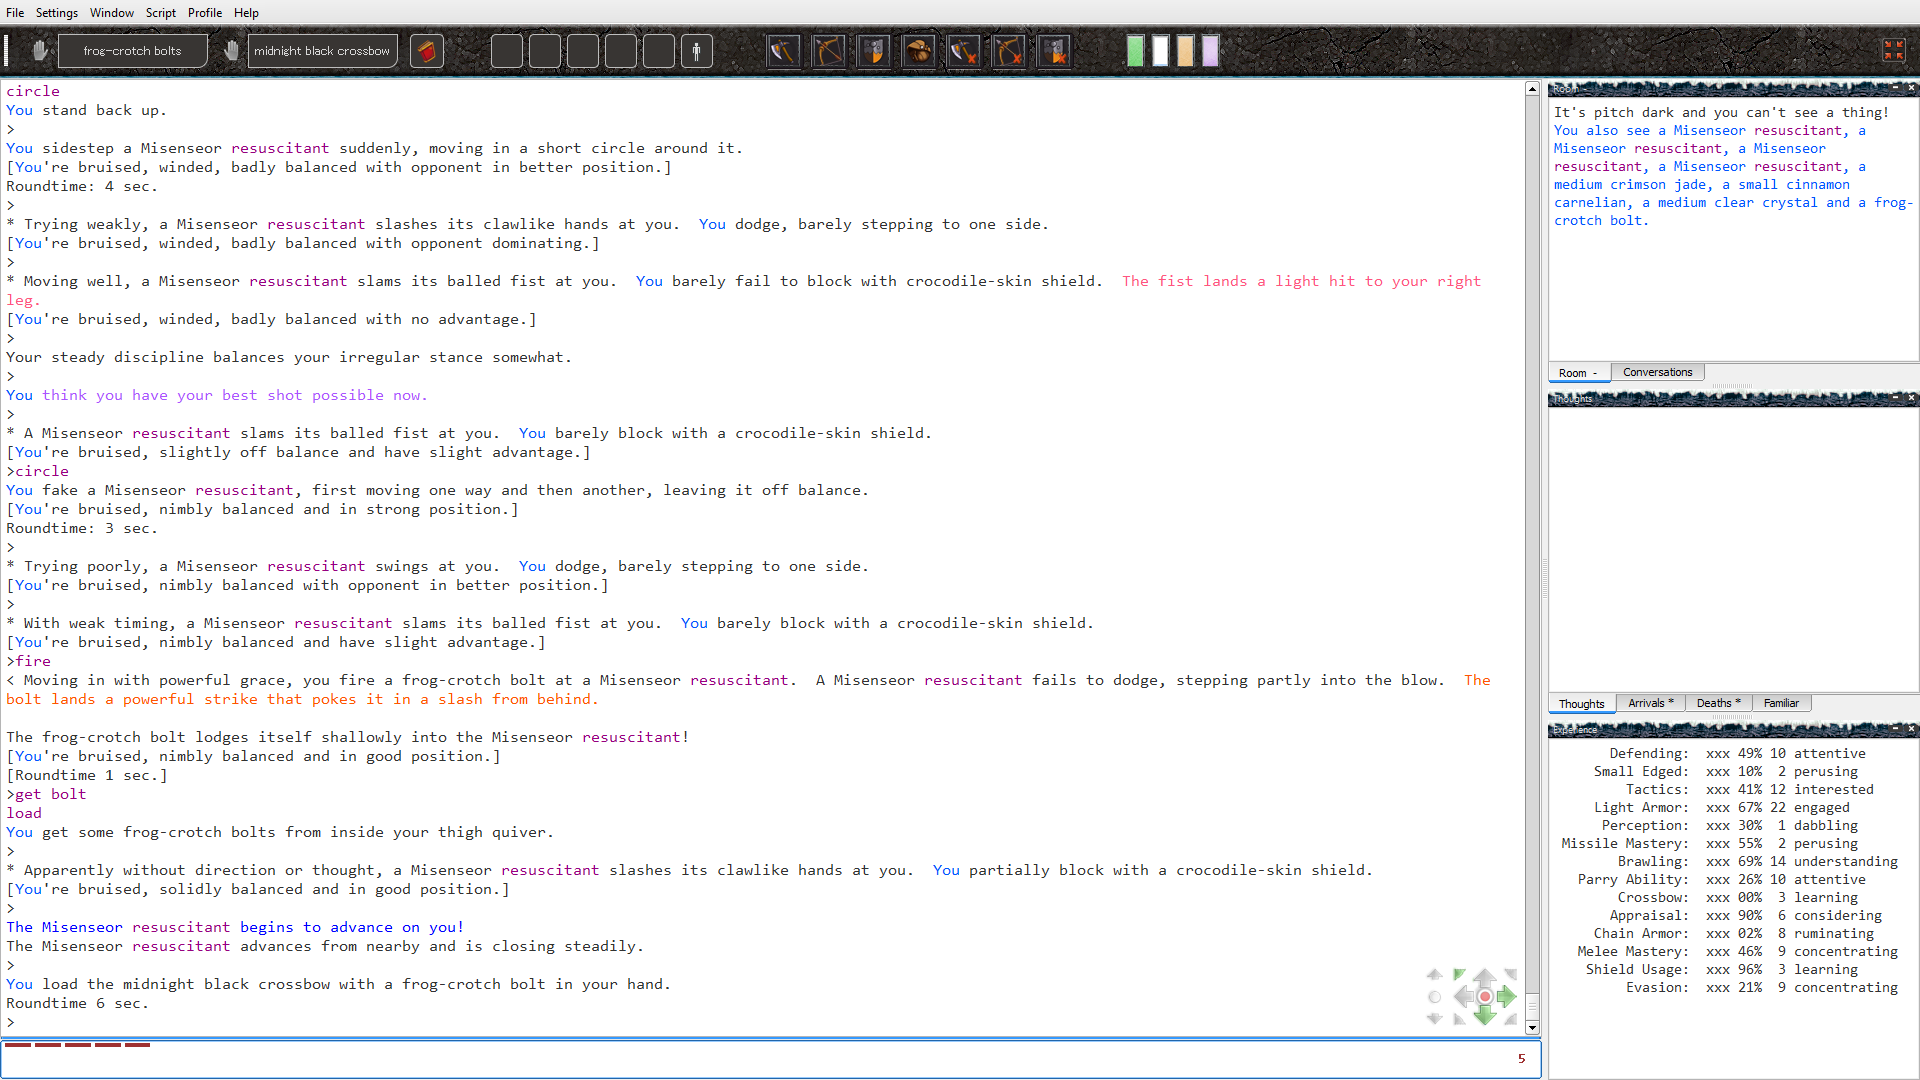 File Settings Window Script Profile Help
frog-crotch bolts midnight black crossbow
circle
You stand back up.
>
You sidestep a Misenseor resuscitant suddenly, moving in a short circle around it.
[You're bruised, winded, badly balanced with opponent in better position.]
Roundtime: 4 sec.
>
* Trying weakly, a Misenseor resuscitant slashes its clawlike hands at you.  You dodge, barely stepping to one side.
[You're bruised, winded, badly balanced with opponent dominating.]
>
* Moving well, a Misenseor resuscitant slams its balled fist at you.  You barely fail to block with crocodile-skin shield.  The fist lands a light hit to your right
leg.
[You're bruised, winded, badly balanced with no advantage.]
>
Your steady discipline balances your irregular stance somewhat.
>
You think you have your best shot possible now.
>
* A Misenseor resuscitant slams its balled fist at you.  You barely block with a crocodile-skin shield.
[You're bruised, slightly off balance and have slight advantage.]
>circle
You fake a Misenseor resuscitant, first moving one way and then another, leaving it off balance.
[You're bruised, nimbly balanced and in strong position.]
Roundtime: 3 sec.
>
* Trying poorly, a Misenseor resuscitant swings at you.  You dodge, barely stepping to one side.
[You're bruised, nimbly balanced with opponent in better position.]
>
* With weak timing, a Misenseor resuscitant slams its balled fist at you.  You barely block with a crocodile-skin shield.
[You're bruised, nimbly balanced and have slight advantage.]
>fire
< Moving in with powerful grace, you fire a frog-crotch bolt at a Misenseor resuscitant.  A Misenseor resuscitant fails to dodge, stepping partly into the blow.  The
bolt lands a powerful strike that pokes it in a slash from behind.
The frog-crotch bolt lodges itself shallowly into the Misenseor resuscitant!
[You're bruised, nimbly balanced and in good position.]
[Roundtime 1 sec.]
>get bolt
load
You get some frog-crotch bolts from inside your thigh quiver.
>
* Apparently without direction or thought, a Misenseor resuscitant slashes its clawlike hands at you.  You partially block with a crocodile-skin shield.
[You're bruised, solidly balanced and in good position.]
>
The Misenseor resuscitant begins to advance on you!
The Misenseor resuscitant advances from nearby and is closing steadily.
>
You load the midnight black crossbow with a frog-crotch bolt in your hand.
Roundtime 6 sec.
>
5
Room -
It's pitch dark and you can't see a thing!
You also see a Misenseor resuscitant, a
Misenseor resuscitant, a Misenseor
resuscitant, a Misenseor resuscitant, a
medium crimson jade, a small cinnamon
carnelian, a medium clear crystal and a frog-
crotch bolt.
Room - Conversations
Thoughts
Thoughts Arrivals * Deaths * Familiar
Experience
Defending: xxx 49% 10 attentive
Small Edged: xxx 10% 2 perusing
Tactics: xxx 41% 12 interested
Light Armor: xxx 67% 22 engaged
Perception: xxx 30% 1 dabbling
Missile Mastery: xxx 55% 2 perusing
Brawling: xxx 69% 14 understanding
Parry Ability: xxx 26% 10 attentive
Crossbow: xxx 00% 3 learning
Appraisal: xxx 90% 6 considering
Chain Armor: xxx 02% 8 ruminating
Melee Mastery: xxx 46% 9 concentrating
Shield Usage: xxx 96% 3 learning
Evasion: xxx 21% 9 concentrating